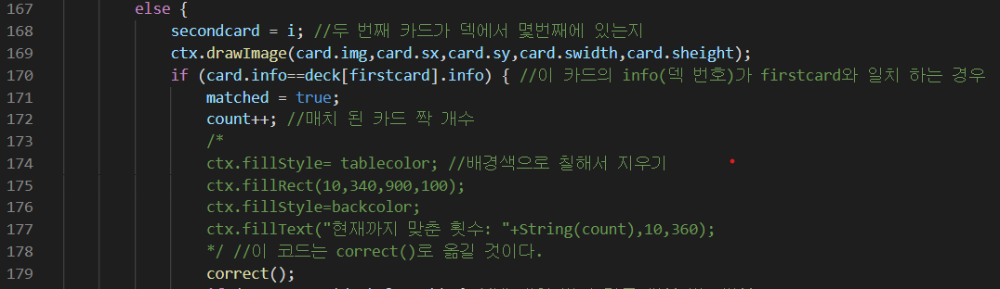 167 else {
168 secondcard = i; //두 번째 카드가 덱에서 몇번째에 있는지
169 ctx.drawImage(card.img,card.sx,card.sy,card.swidth,card.sheight);
170 if (card.info==deck[firstcard].info) { //이 카드의 info(덱 번호)가 firstcard와 일치 하는 경우
171 matched = true;
172 count++; //매치 된 카드 짝 개수
173 /*
174 ctx.fillStyle= tablecolor; //배경색으로 칠해서 지우기
175 ctx.fillRect(10,340,900,100);
176 ctx.fillStyle=backcolor;
177 ctx.fillText("현재까지 맞춘 횟수: "+String(count),10,360);
178 */ //이 코드는 correct()로 옮길 것이다.
179 correct();